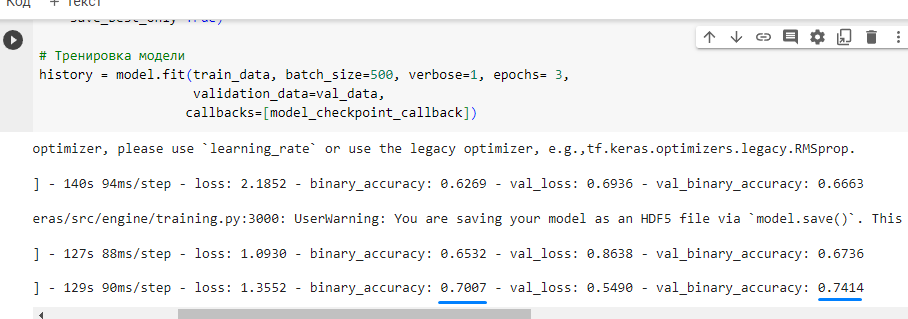 Код + Текст
save_best_only=True)
# Тренировка модели
history = model.fit(train_data, batch_size=500, verbose=1, epochs= 3,
validation_data=val_data,
callbacks=[model_checkpoint_callback])
optimizer, please use `learning_rate` or use the legacy optimizer, e.g.,tf.keras.optimizers.legacy.RMSprop.
] - 140s 94ms/step - loss: 2.1852 - binary_accuracy: 0.6269 - val_loss: 0.6936 - val_binary_accuracy: 0.6663
eras/src/engine/training.py:3000: UserWarning: You are saving your model as an HDF5 file via `model.save()`. This
] - 127s 88ms/step - loss: 1.0930 - binary_accuracy: 0.6532 - val_loss: 0.8638 - val_binary_accuracy: 0.6736
] - 129s 90ms/step - loss: 1.3552 - binary_accuracy: 0.7007 - val_loss: 0.5490 - val_binary_accuracy: 0.7414